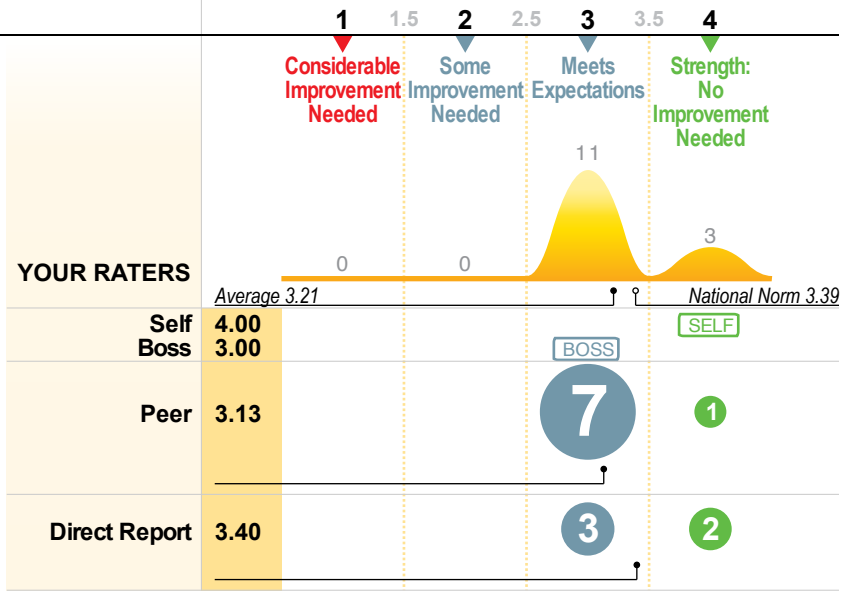 1 1.5 2 2.5 3 3.5 4
Considerable Some Meets Strength:
Improvement Improvement Expectations No
Needed Needed Improvement
Needed
11
3
0 0
YOUR RATERS
Average 3.21 National Norm 3.39
Self 4.00 SELF
Boss 3.00 BOSS
Peer 3.13 7 1
Direct Report 3.40 3 2